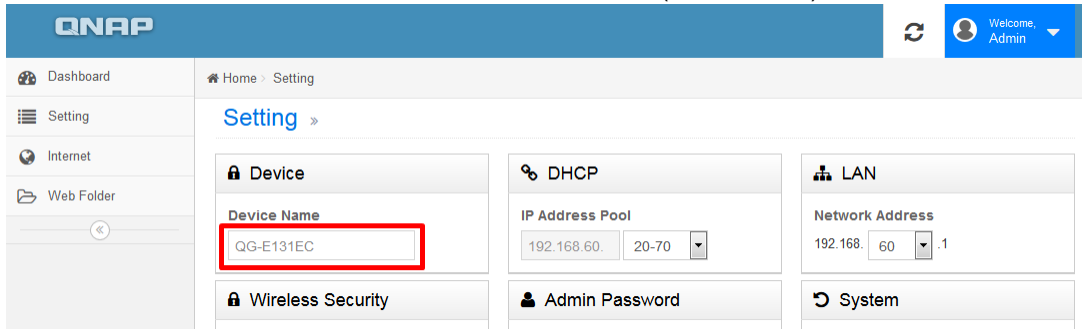 QNAP
Welcome,
Admin
Dashboard
Setting
Internet
Web Folder
Home > Setting
Setting »
Device
Device Name
QG-E131EC
DHCP
IP Address Pool
192.168.60. 20-70
LAN
Network Address
192.168. 60 .1
Wireless Security
Admin Password
System